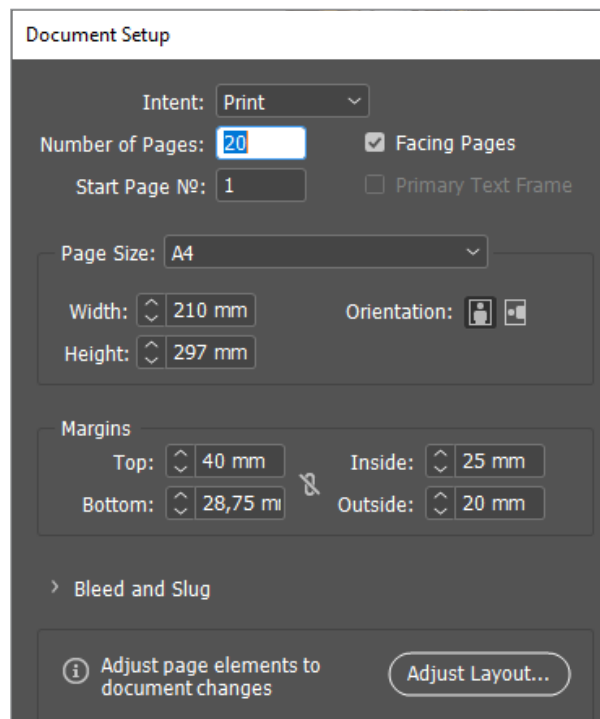 Document Setup
Intent: Print
Number of Pages: 20 Facing Pages
Start Page Nº: 1 Primary Text Frame
Page Size: A4
Width: 210 mm Orientation:
Height: 297 mm
Margins
Top: 40 mm Inside: 25 mm
Bottom: 28,75 m Outside: 20 mm
Bleed and Slug
Adjust page elements to
document changes
Adjust Layout...